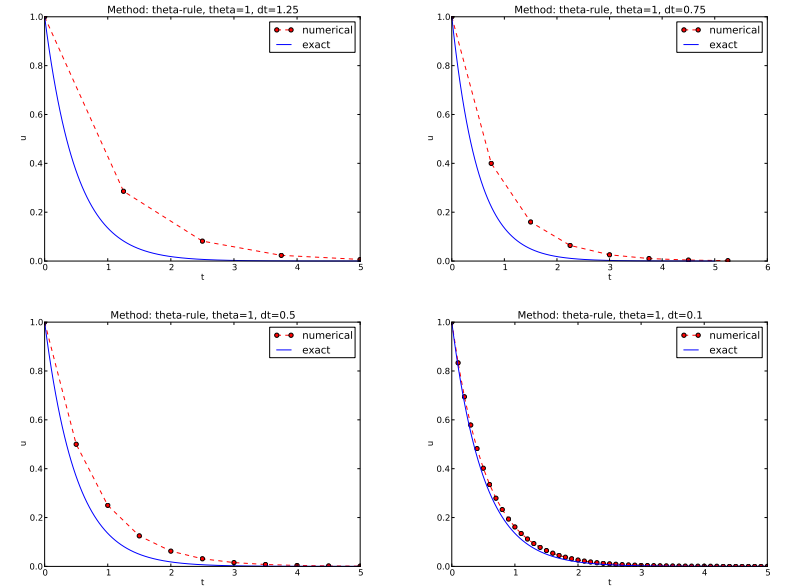 Method: theta-rule, theta=1, dt=1.25
numerical
exact
1.0
0.8
0.6
0.4
0.2
0.0
u
0 1 2 3 4 5
t
Method: theta-rule, theta=1, dt=0.75
numerical
exact
1.0
0.8
0.6
0.4
0.2
0.0
u
0 1 2 3 4 5 6
t
Method: theta-rule, theta=1, dt=0.5
numerical
exact
1.0
0.8
0.6
0.4
0.2
0.0
u
0 1 2 3 4 5
t
Method: theta-rule, theta=1, dt=0.1
numerical
exact
1.0
0.8
0.6
0.4
0.2
0.0
u
0 1 2 3 4 5
t